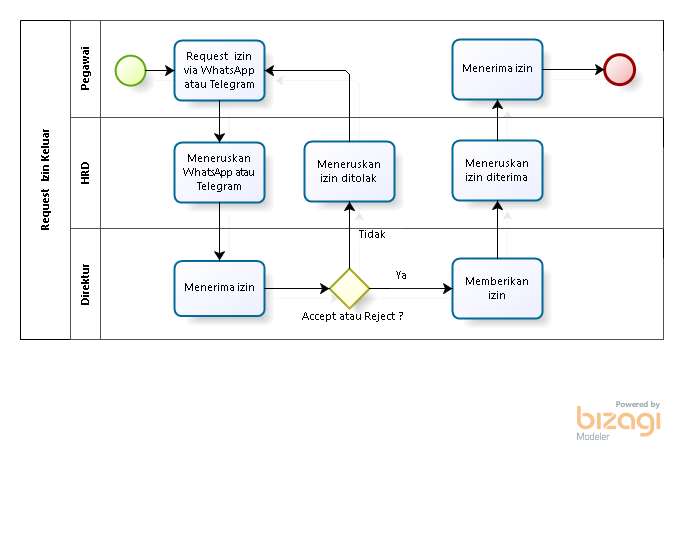 Request Izin Keluar
Pegawai
Request izin
via WhatsApp
atau Telegram
Menerima izin
HRD
Meneruskan
WhatsApp atau
Telegram
Meneruskan
izin ditolak
Meneruskan
izin diterima
Direktur
Menerima izin
Tidak
Accept atau Reject ?
Ya
Memberikan
izin
Powered by
bizagi
Modeler